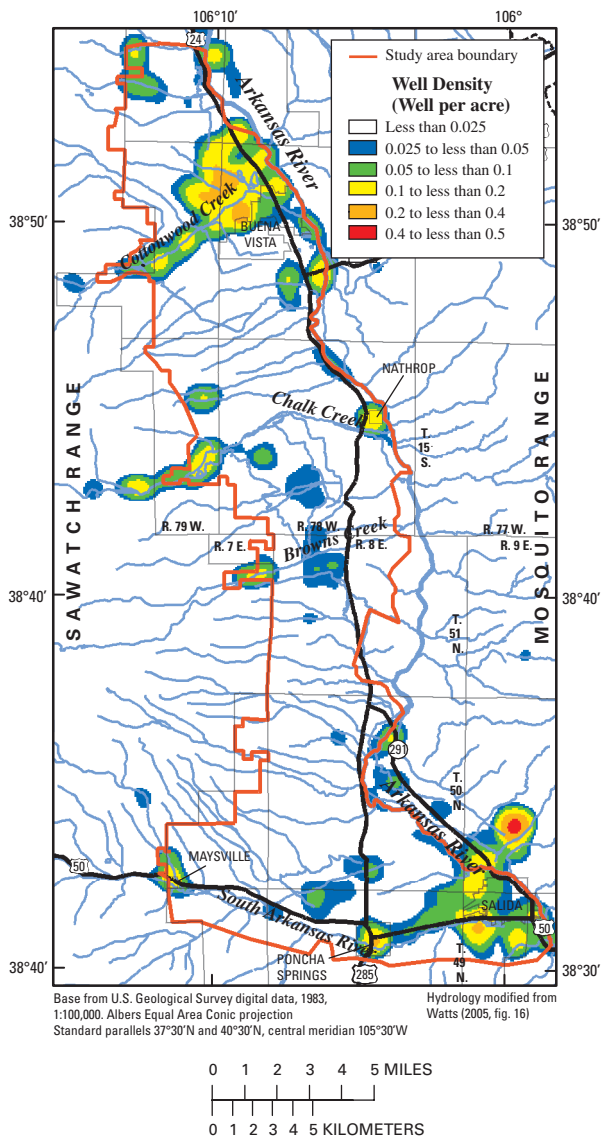 106°10'
106°
24
Study area boundary
Well Density
(Well per acre)
Less than 0.025
0.025 to less than 0.05
0.05 to less than 0.1
0.1 to less than 0.2
0.2 to less than 0.4
0.4 to less than 0.5
Arkansas River
38°50'
38°50'
Cottonwood Creek
BUENA
VISTA
NATHROP
Chalk Creek
T.
15
S.
SAWATCH RANGE
MOSQUITO RANGE
R. 79 W.
R. 78 W.
R. 77 W.
R. 7 E.
R. 8 E.
R. 9 E.
Browns Creek
38°40'
38°40'
T.
51
N.
291
T.
50
N.
Arkansas River
50
MAYSVILLE
South Arkansas River
SALIDA
50
PONCHA
SPRINGS
285
T.
49
N.
38°40'
38°30'
Base from U.S. Geological Survey digital data, 1983,
1:100,000. Albers Equal Area Conic projection
Standard parallels 37°30'N and 40°30'N, central meridian 105°30'W
Hydrology modified from
Watts (2005, fig. 16)
0 1 2 3 4 5 MILES
0 1 2 3 4 5 KILOMETERS